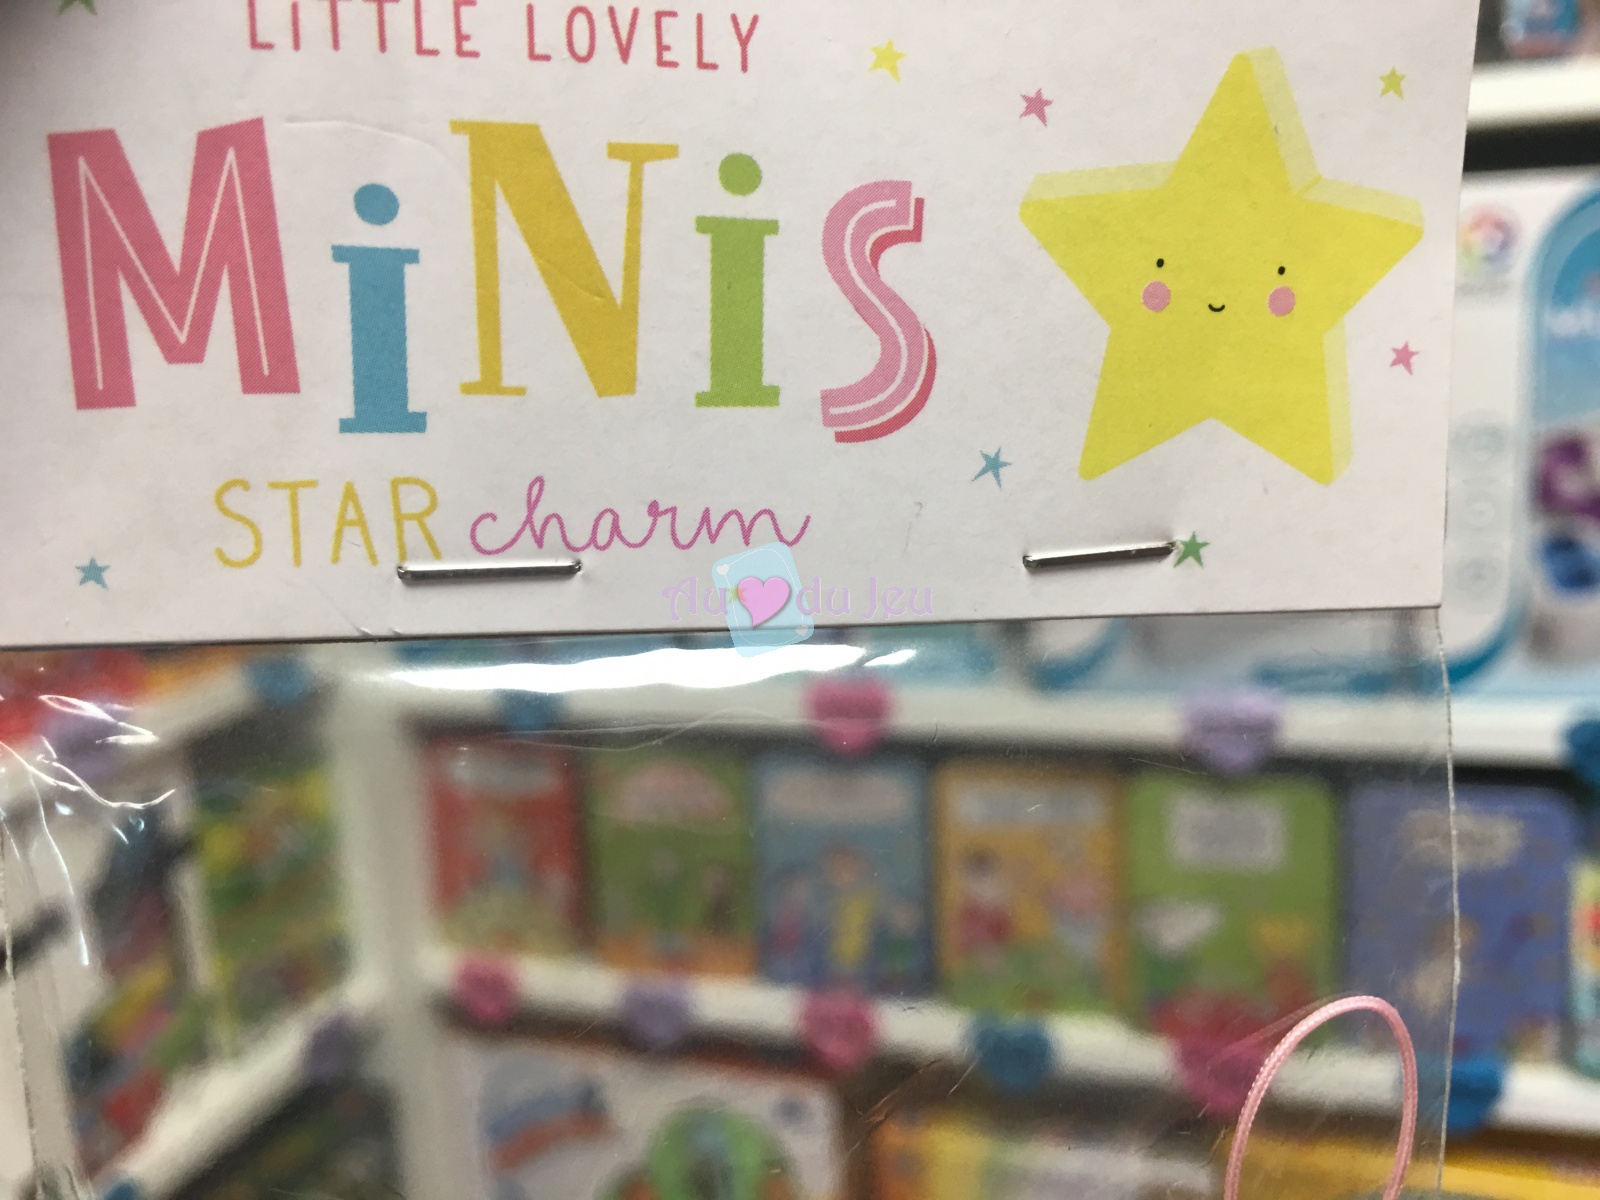 LiTTLE LOVELY
MiNiS
STAR charm
Au du Jeu